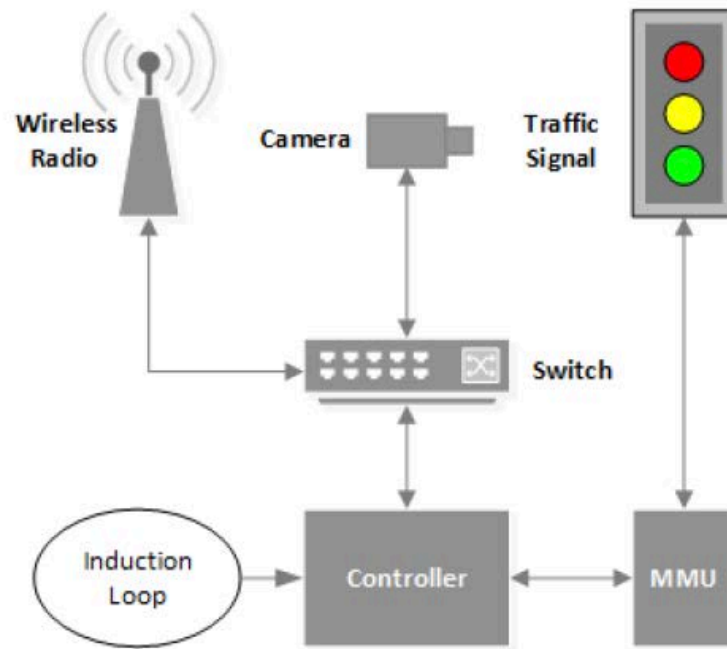 Wireless
Radio
Camera
Traffic
Signal
Switch
Induction
Loop
Controller
MMU